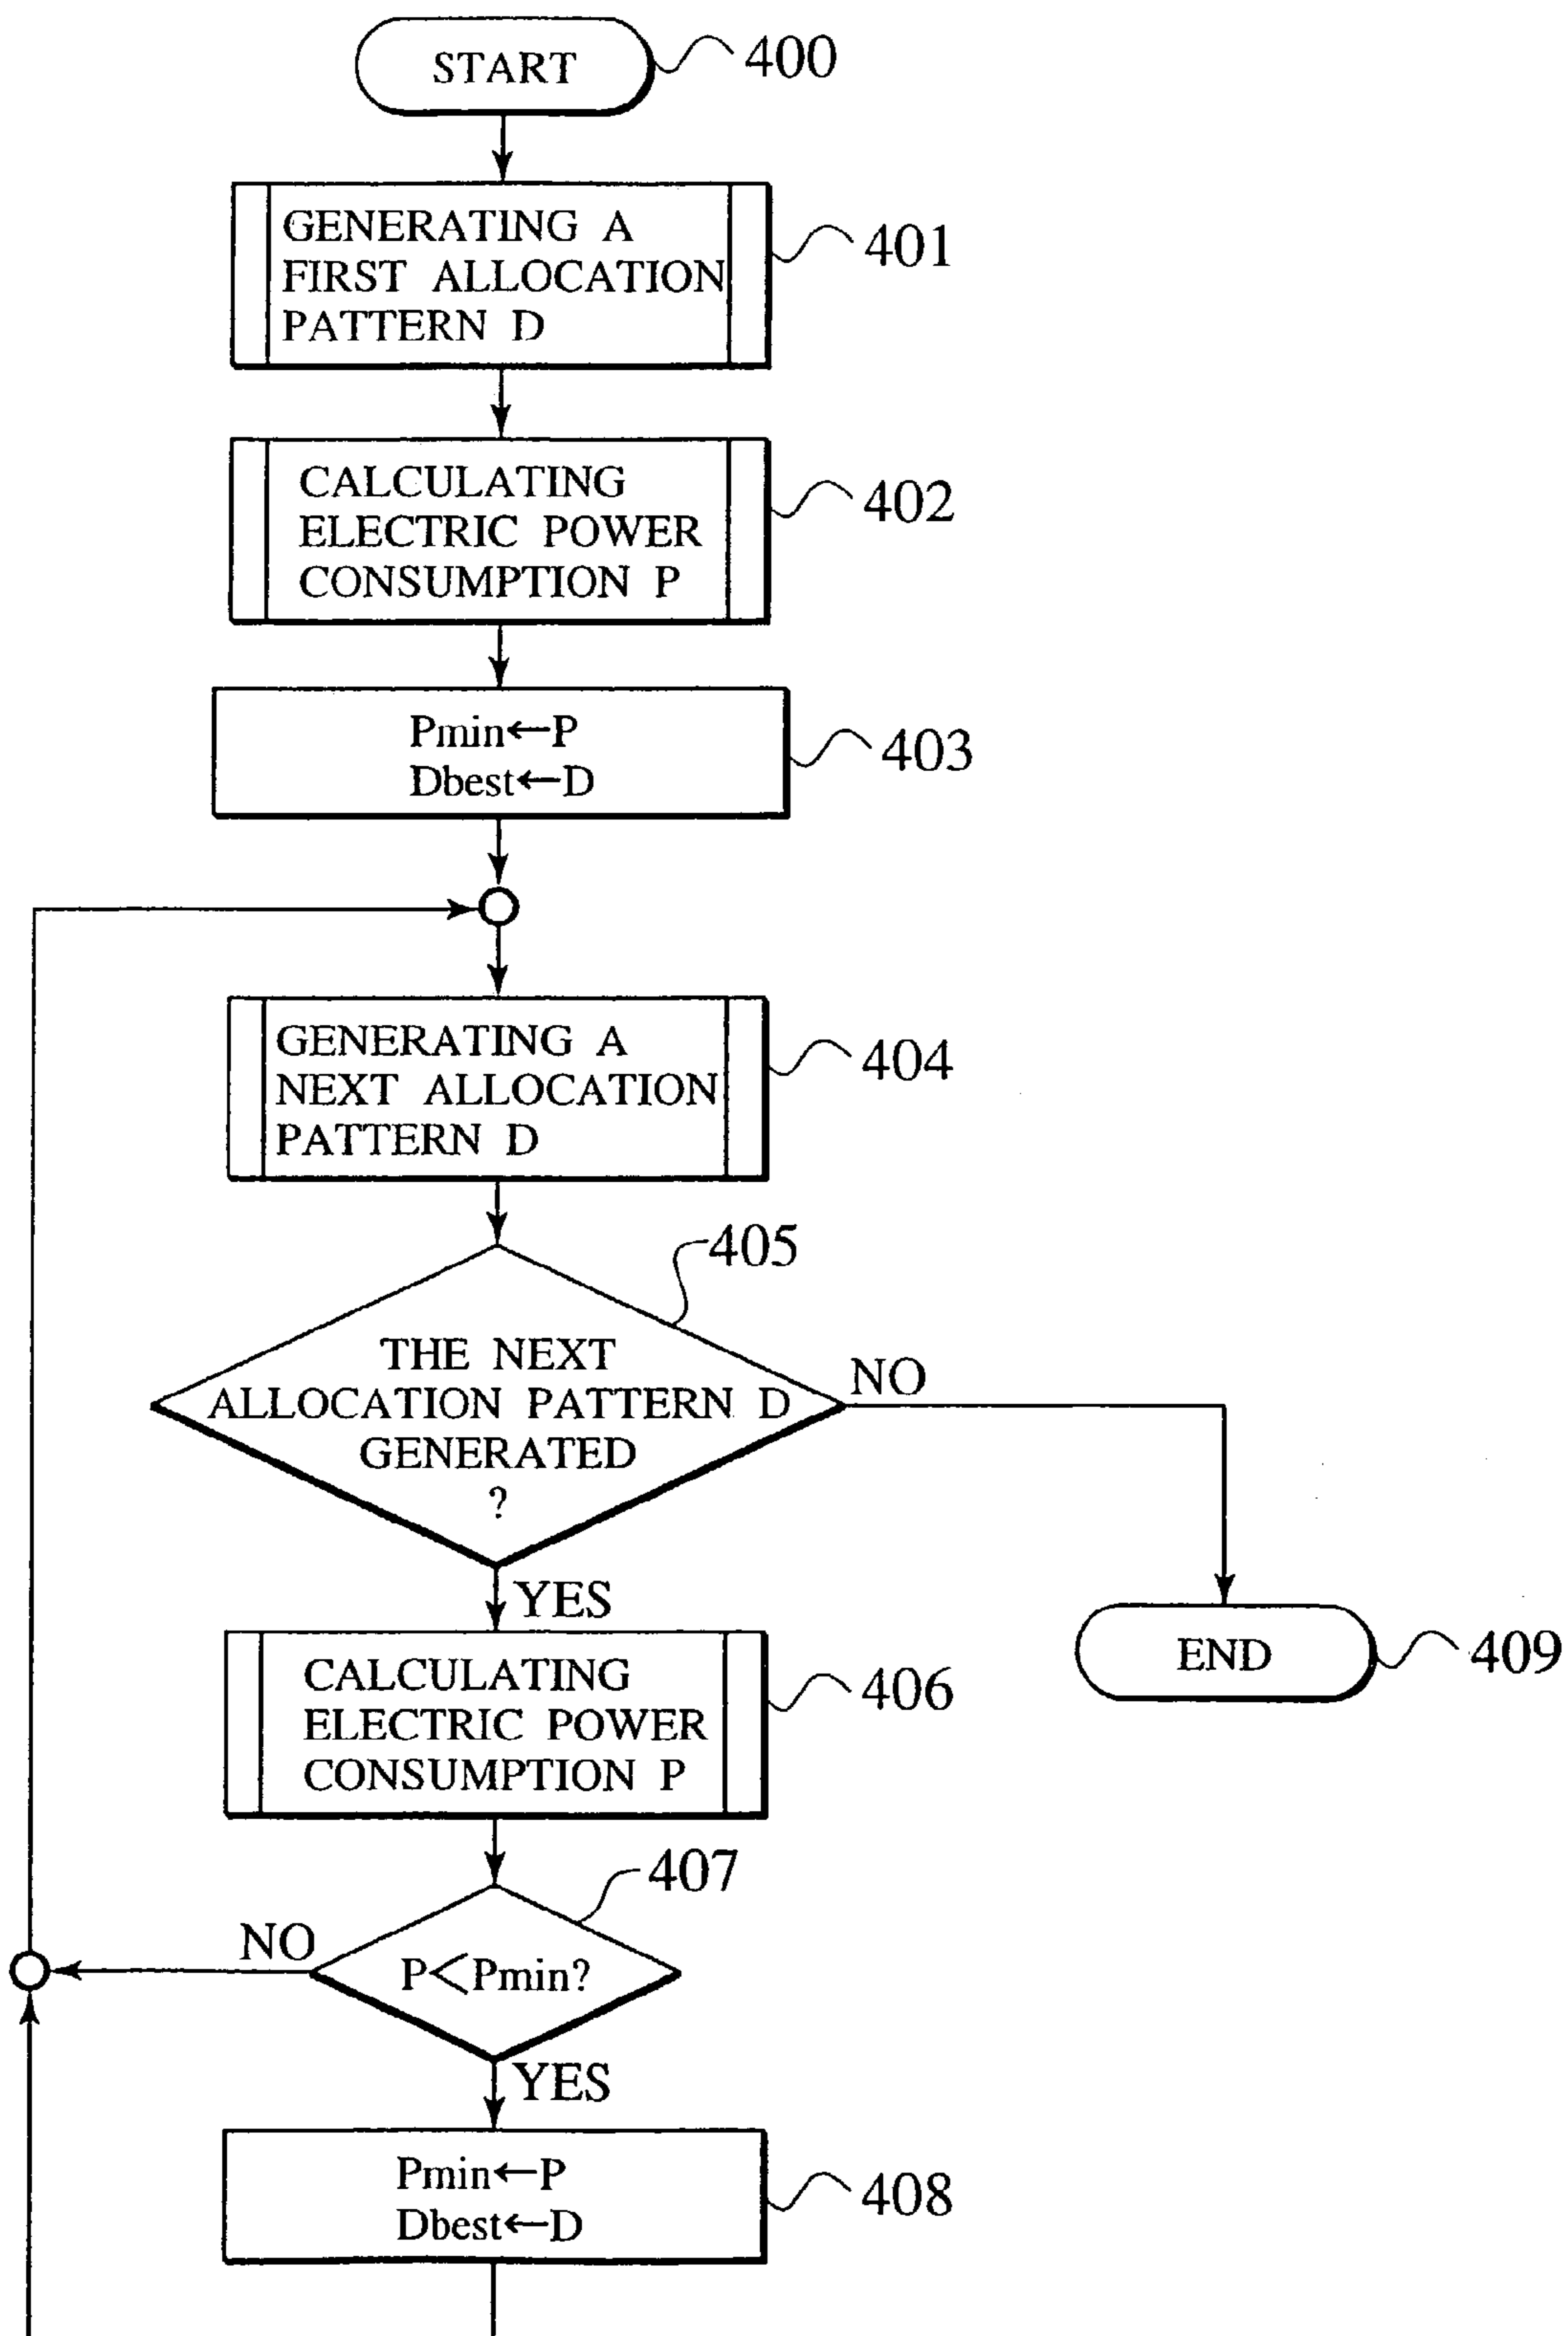 START
400
GENERATING A
FIRST ALLOCATION
PATTERN D
401
CALCULATING
ELECTRIC POWER
CONSUMPTION P
402
Pmin←P
Dbest←D
403
GENERATING A
NEXT ALLOCATION
PATTERN D
404
405
THE NEXT
ALLOCATION PATTERN D
GENERATED
?
NO
YES
CALCULATING
ELECTRIC POWER
CONSUMPTION P
406
END
409
407
P<Pmin?
NO
YES
Pmin←P
Dbest←D
408